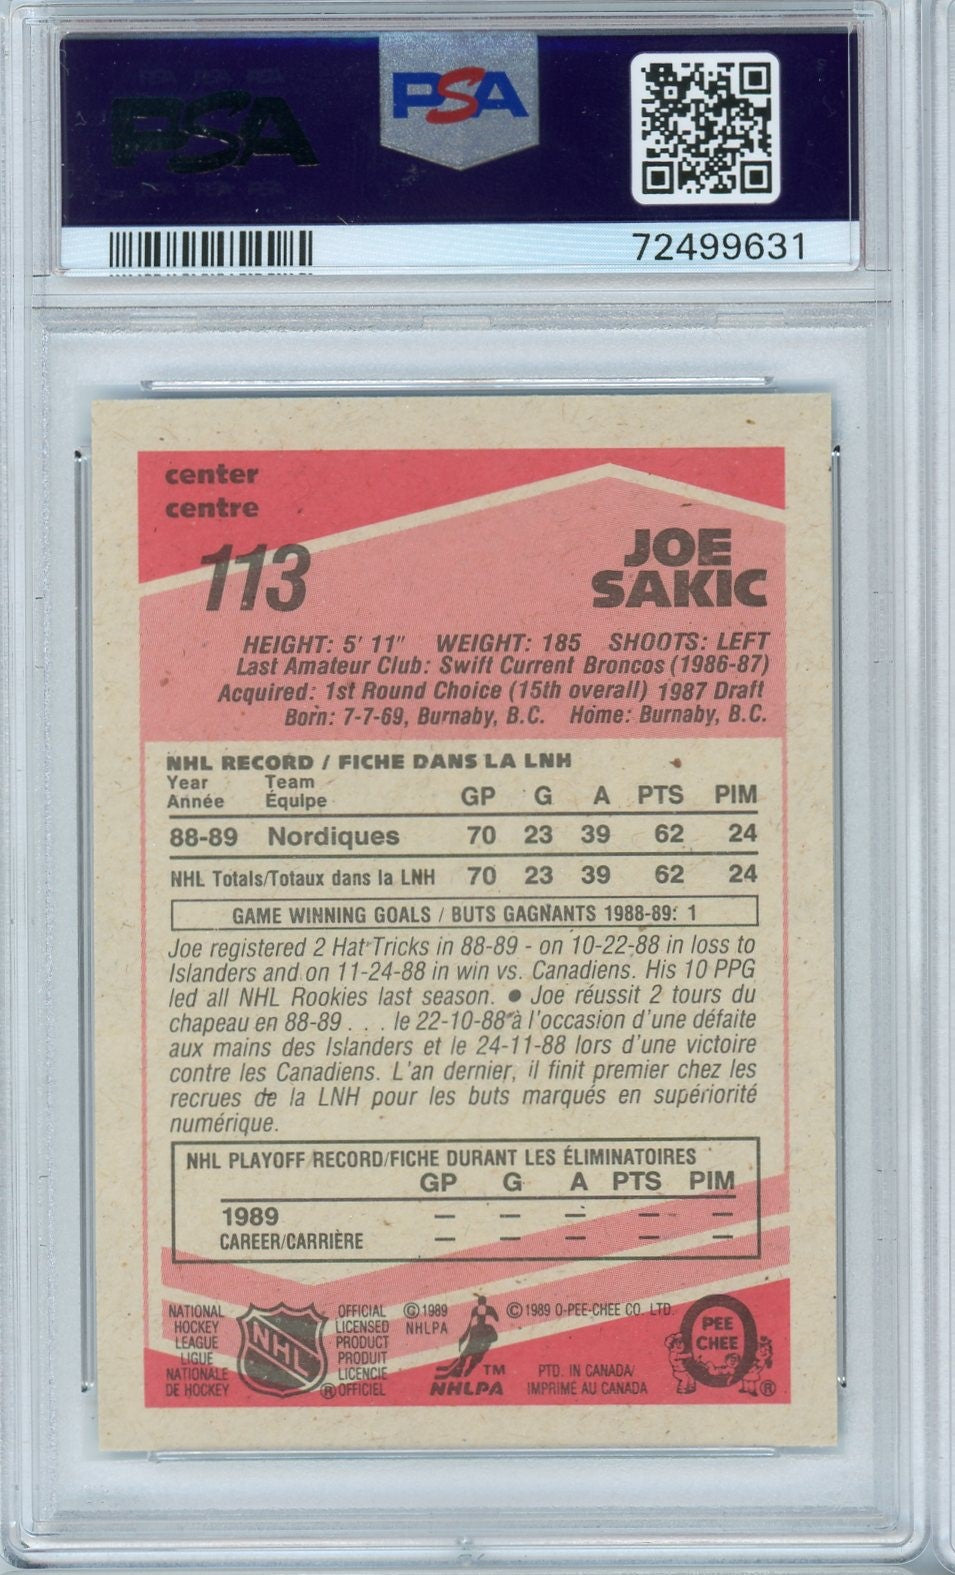 PSA
PSA
72499631
center
centre
113
JOE
SAKIC
HEIGHT: 5' 11" WEIGHT: 185 SHOOTS: LEFT
Last Amateur Club: Swift Current Broncos (1986-87)
Acquired: 1st Round Choice (15th overall) 1987 Draft
Born: 7-7-69, Burnaby, B.C. Home: Burnaby, B.C.
NHL RECORD / FICHE DANS LA LNH
Year Team
Année Équipe GP G A PTS PIM
88-89 Nordiques 70 23 39 62 24
NHL Totals/Totaux dans la LNH 70 23 39 62 24
GAME WINNING GOALS / BUTS GAGNANTS 1988-89: 1
Joe registered 2 Hat Tricks in 88-89 - on 10-22-88 in loss to
Islanders and on 11-24-88 in win vs. Canadiens. His 10 PPG
led all NHL Rookies last season. ● Joe réussit 2 tours du
chapeau en 88-89 . . . le 22-10-88 à l'occasion d'une défaite
aux mains des Islanders et le 24-11-88 lors d'une victoire
contre les Canadiens. L'an dernier, il finit premier chez les
recrues de la LNH pour les buts marqués en supériorité
numérique.
NHL PLAYOFF RECORD/FICHE DURANT LES ÉLIMINATOIRES
GP G A PTS PIM
1989 — — — — —
CAREER/CARRIÈRE — — — — —
NATIONAL
HOCKEY
LEAGUE
LIGUE
NATIONALE
DE HOCKEY
NHL
OFFICIAL
LICENSED
PRODUCT
PRODUIT
LICENCIÉ
® OFFICIEL
© 1989
NHLPA
TM
NHLPA
© 1989 O-PEE-CHEE CO. LTD.
PTD. IN CANADA/
IMPRIMÉ AU CANADA
O
PEE
CHEE
®